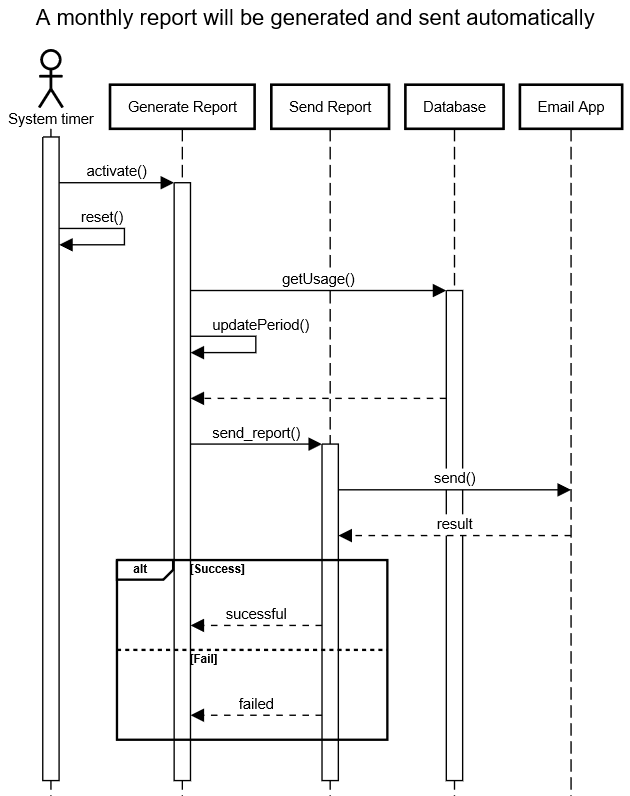 A monthly report will be generated and sent automatically
System timer
Generate Report
Send Report
Database
Email App
activate()
reset()
getUsage()
updatePeriod()
send_report()
send()
result
alt
[Success]
sucessful
[Fail]
failed